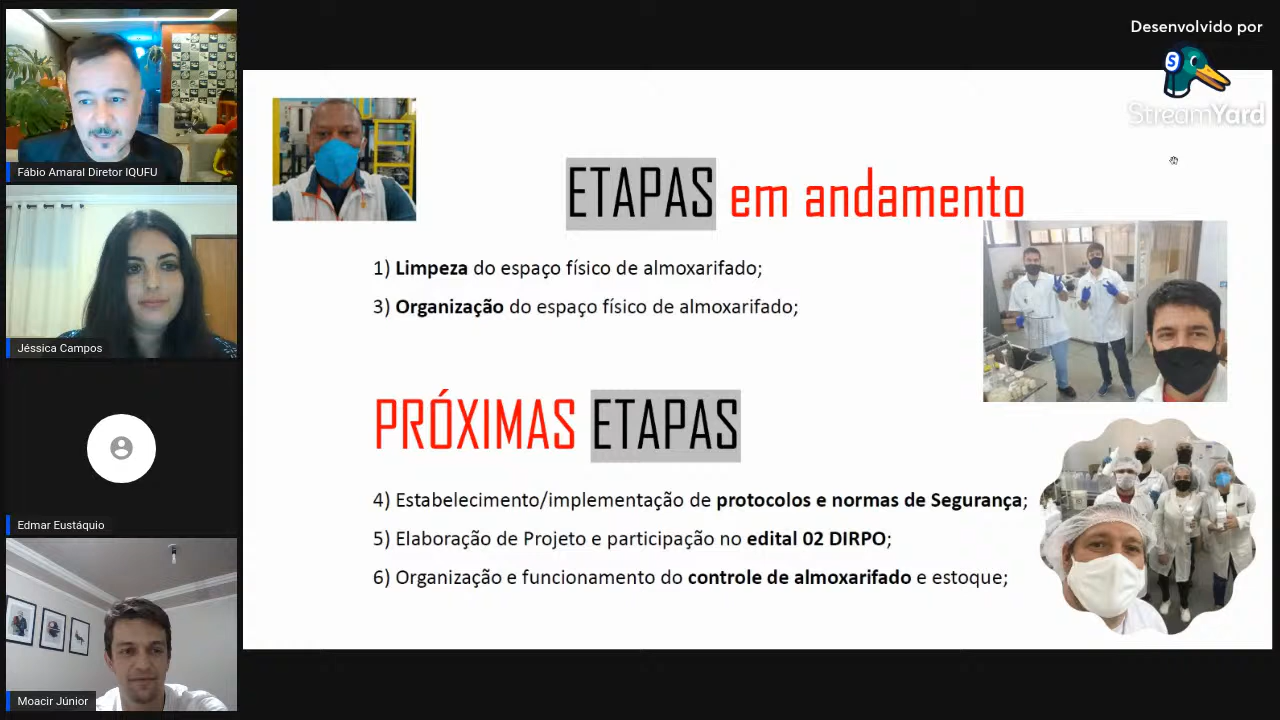 Desenvolvido por
S
StreamYard
Fábio Amaral Diretor IQUFU
Jéssica Campos
Edmar Eustáquio
Moacir Júnior
ETAPAS em andamento
1) Limpeza do espaço físico de almoxarifado;
3) Organização do espaço físico de almoxarifado;
PRÓXIMAS ETAPAS
4) Estabelecimento/implementação de protocolos e normas de Segurança;
5) Elaboração de Projeto e participação no edital 02 DIRPO;
6) Organização e funcionamento do controle de almoxarifado e estoque;